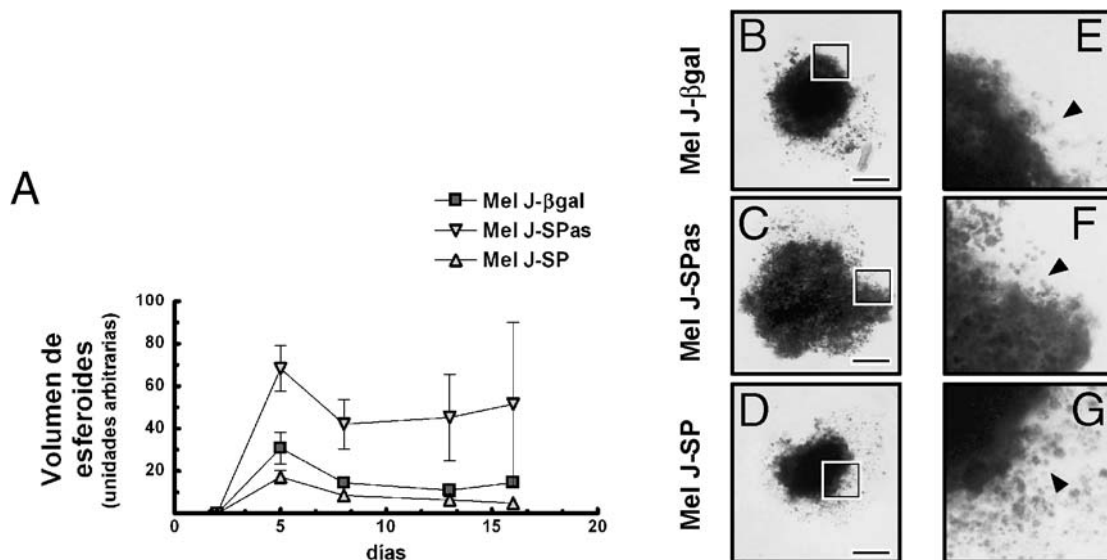 A
Mel J-βgal
Mel J-SPas
Mel J-SP
Volumen de
esferoides
(unidades arbitrarias)
100
80
60
40
20
0
5
10
15
20
días
Mel J-βgal
B
E
Mel J-SPas
C
F
Mel J-SP
D
G